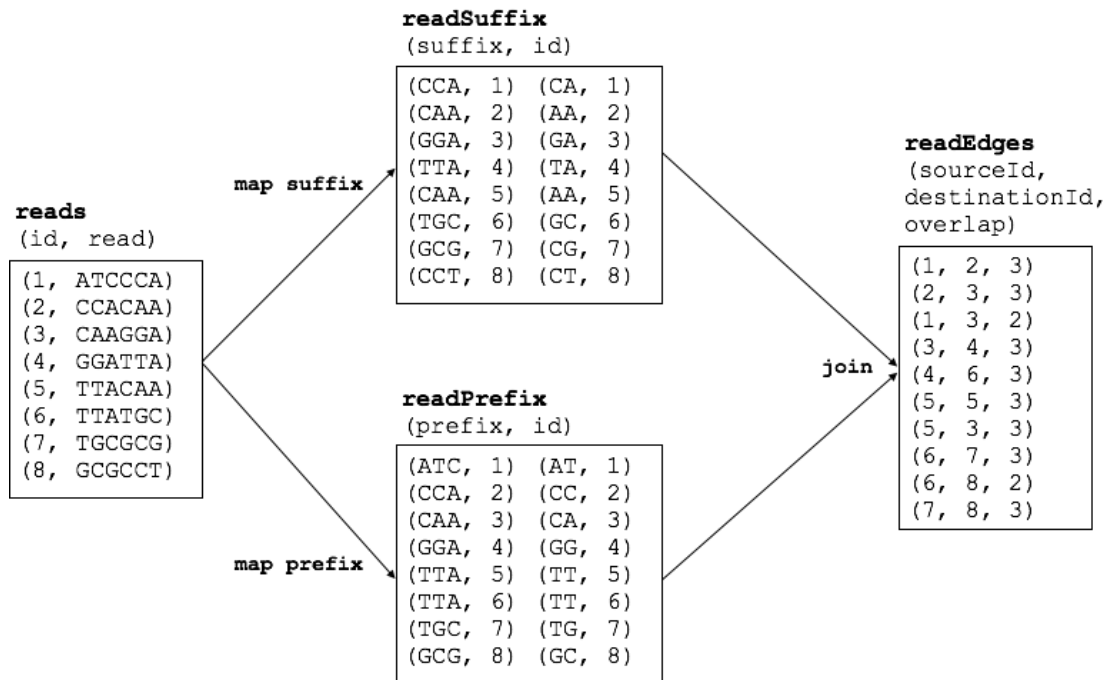 readSuffix
(suffix, id)
(CCA, 1) (CA, 1)
(CAA, 2) (AA, 2)
(GGA, 3) (GA, 3)
(TTA, 4) (TA, 4)
(CAA, 5) (AA, 5)
(TGC, 6) (GC, 6)
(GCG, 7) (CG, 7)
(CCT, 8) (CT, 8)
map suffix
reads
(id, read)
(1, ATCCCA)
(2, CCACAA)
(3, CAAGGA)
(4, GGATTA)
(5, TTACAA)
(6, TTATGC)
(7, TGCGCG)
(8, GCGCCT)
map prefix
readPrefix
(prefix, id)
(ATC, 1) (AT, 1)
(CCA, 2) (CC, 2)
(CAA, 3) (CA, 3)
(GGA, 4) (GG, 4)
(TTA, 5) (TT, 5)
(TTA, 6) (TT, 6)
(TGC, 7) (TG, 7)
(GCG, 8) (GC, 8)
join
readEdges
(sourceId,
destinationId,
overlap)
(1, 2, 3)
(2, 3, 3)
(1, 3, 2)
(3, 4, 3)
(4, 6, 3)
(5, 5, 3)
(5, 3, 3)
(6, 7, 3)
(6, 8, 2)
(7, 8, 3)